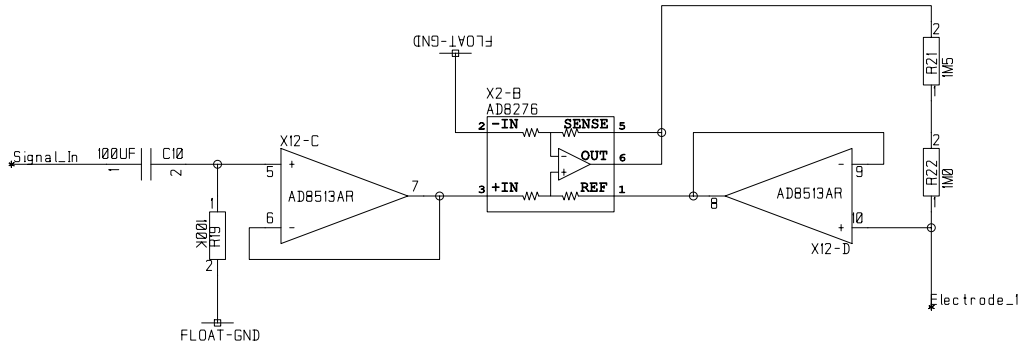 FLOAT-GND
2
R21
1M5
1
X2-B
AD8276
2 -IN SENSE 5
OUT 6
3 +IN REF 1
-
+
X12-C
Signal_In
100UF C10
1 2
5 +
AD8513AR
7
6 -
1
R19
100K
2
FLOAT-GND
- 9
AD8513AR
8
+ 10
X12-D
2
R22
1M0
1
Electrode_1